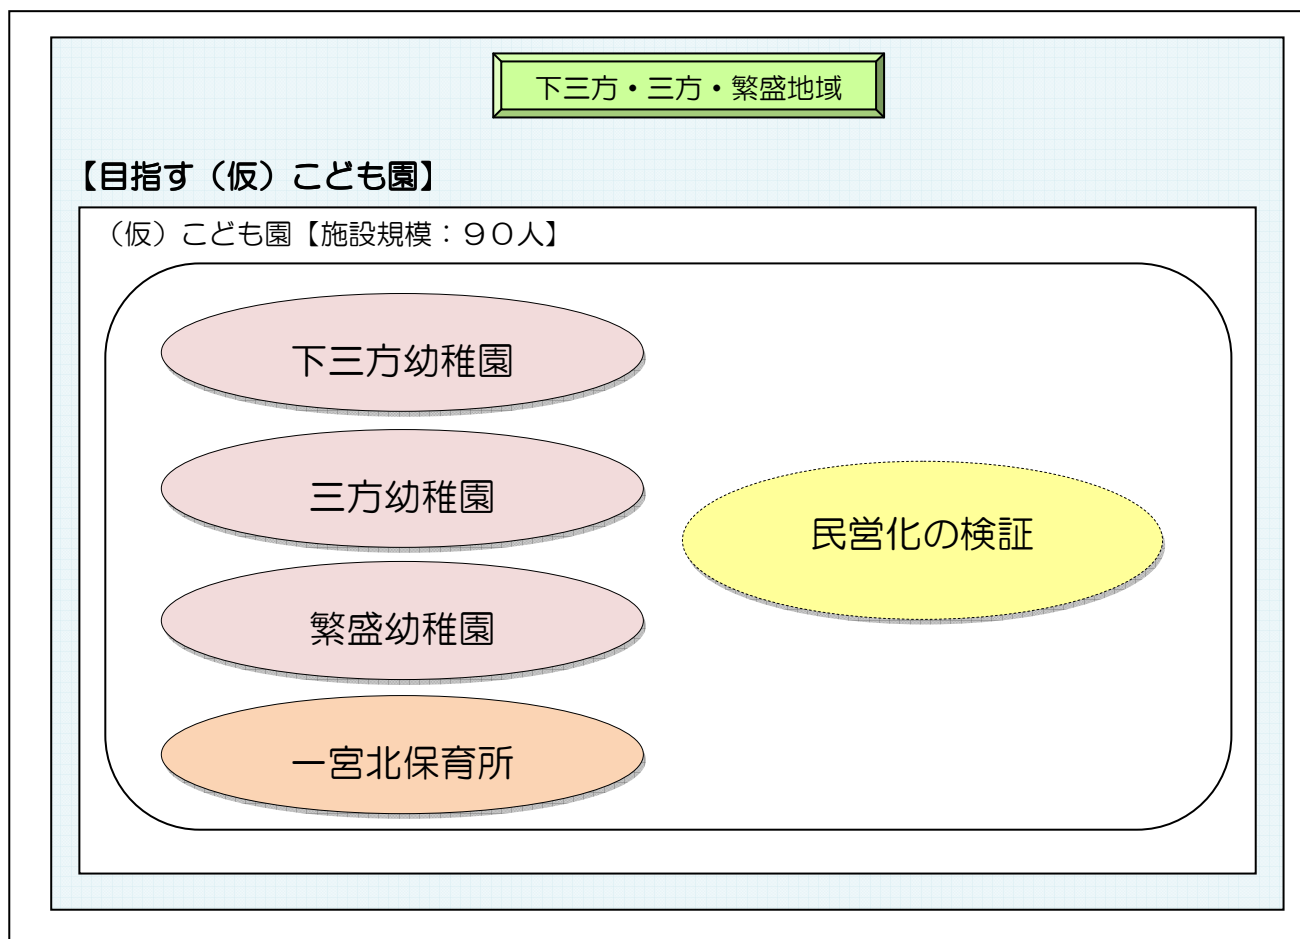 下三方・三方・繁盛地域
【目指す（仮）こども園】
（仮）こども園【施設規模：９０人】
下三方幼稚園
三方幼稚園
繁盛幼稚園
一宮北保育所
民営化の検証